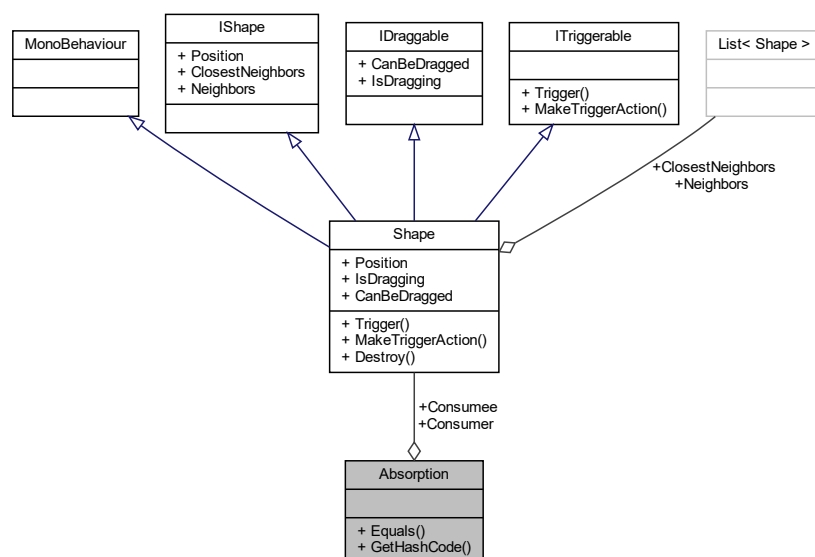 MonoBehaviour
IShape
+ Position
+ ClosestNeighbors
+ Neighbors
IDraggable
+ CanBeDragged
+ IsDragging
ITriggerable
+ Trigger()
+ MakeTriggerAction()
List< Shape >
+ClosestNeighbors
+Neighbors
Shape
+ Position
+ IsDragging
+ CanBeDragged
+ Trigger()
+ MakeTriggerAction()
+ Destroy()
+Consumee
+Consumer
Absorption
+ Equals()
+ GetHashCode()